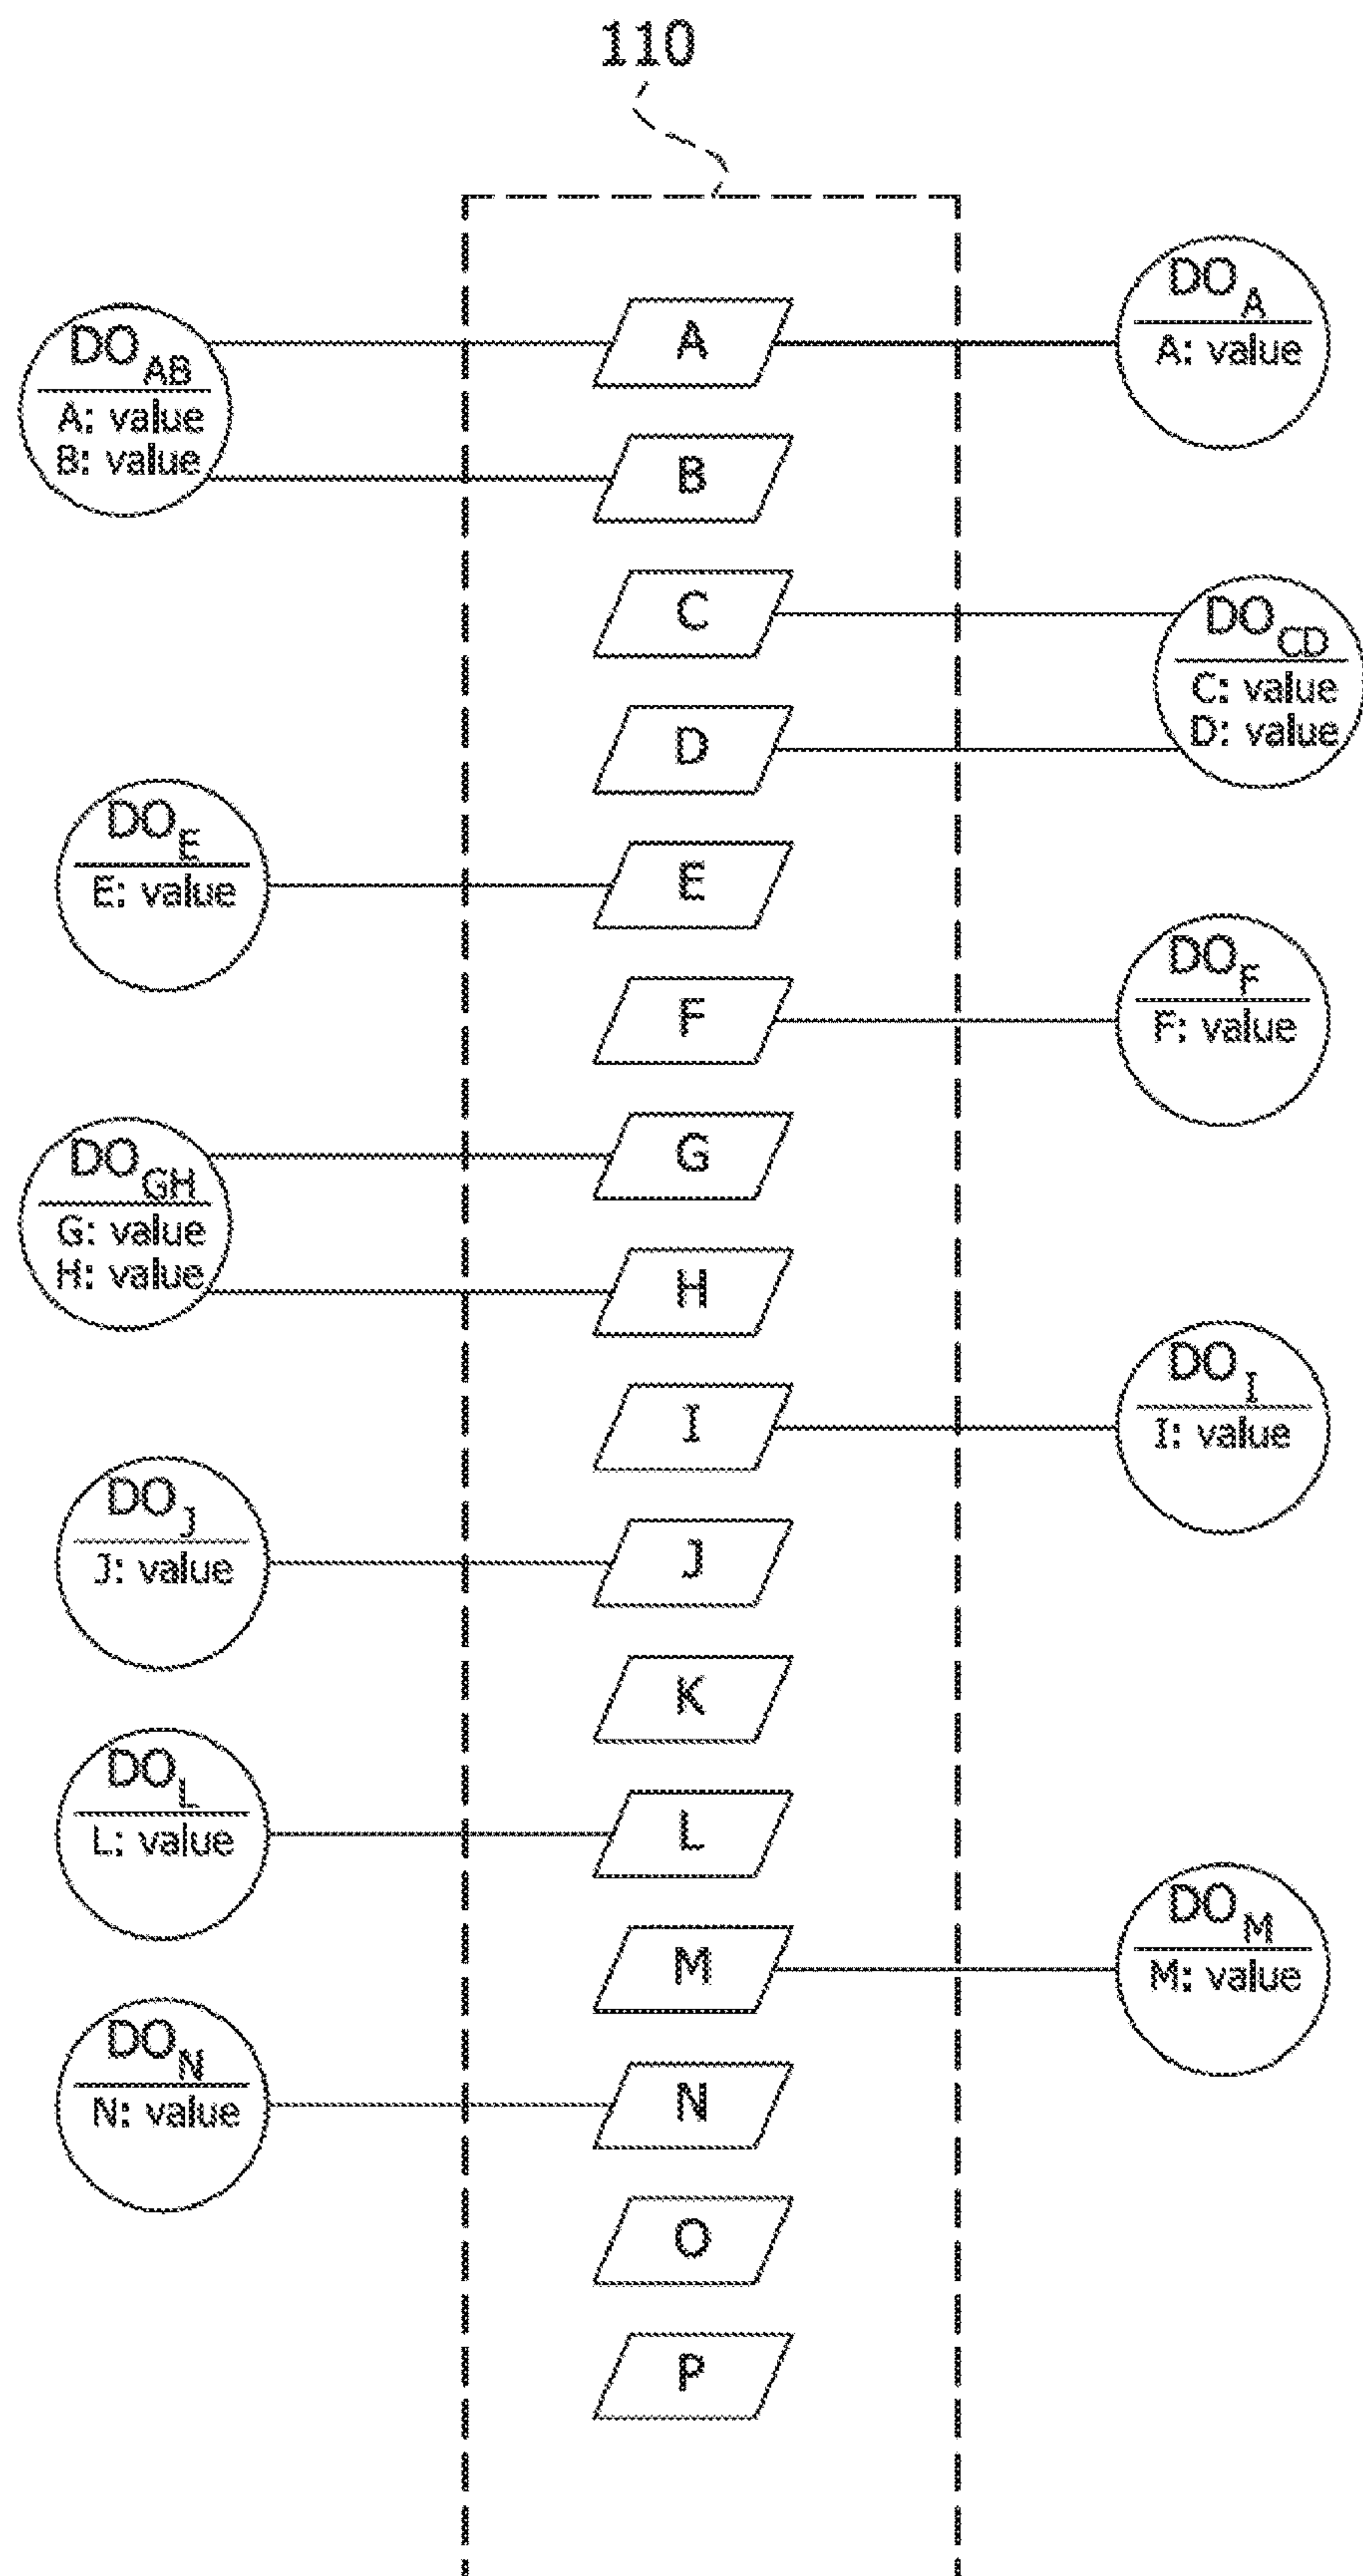 110
DO_A
A: value
DO_AB
A: value
B: value
A
B
C
DO_CD
C: value
D: value
D
DO_E
E: value
E
DO_F
F: value
F
DO_GH
G: value
H: value
G
H
DO_I
I: value
I
DO_J
J: value
J
K
DO_L
L: value
L
DO_M
M: value
M
DO_N
N: value
N
O
P